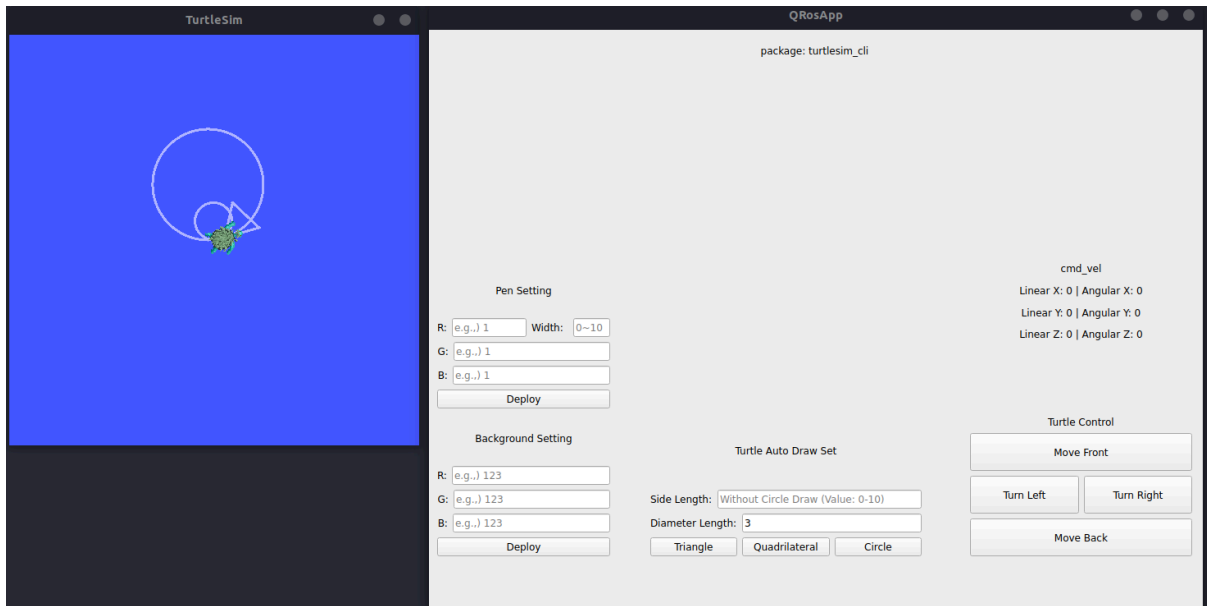 TurtleSim
QRosApp
package: turtlesim_cli
cmd_vel
Linear X: 0 | Angular X: 0
Linear Y: 0 | Angular Y: 0
Linear Z: 0 | Angular Z: 0
Pen Setting
R: e.g.,) 1 Width: 0~10
G: e.g.,) 1
B: e.g.,) 1
Deploy
Background Setting
R: e.g.,) 123
G: e.g.,) 123
B: e.g.,) 123
Deploy
Turtle Auto Draw Set
Side Length: Without Circle Draw (Value: 0-10)
Diameter Length: 3
Triangle Quadrilateral Circle
Turtle Control
Move Front
Turn Left Turn Right
Move Back